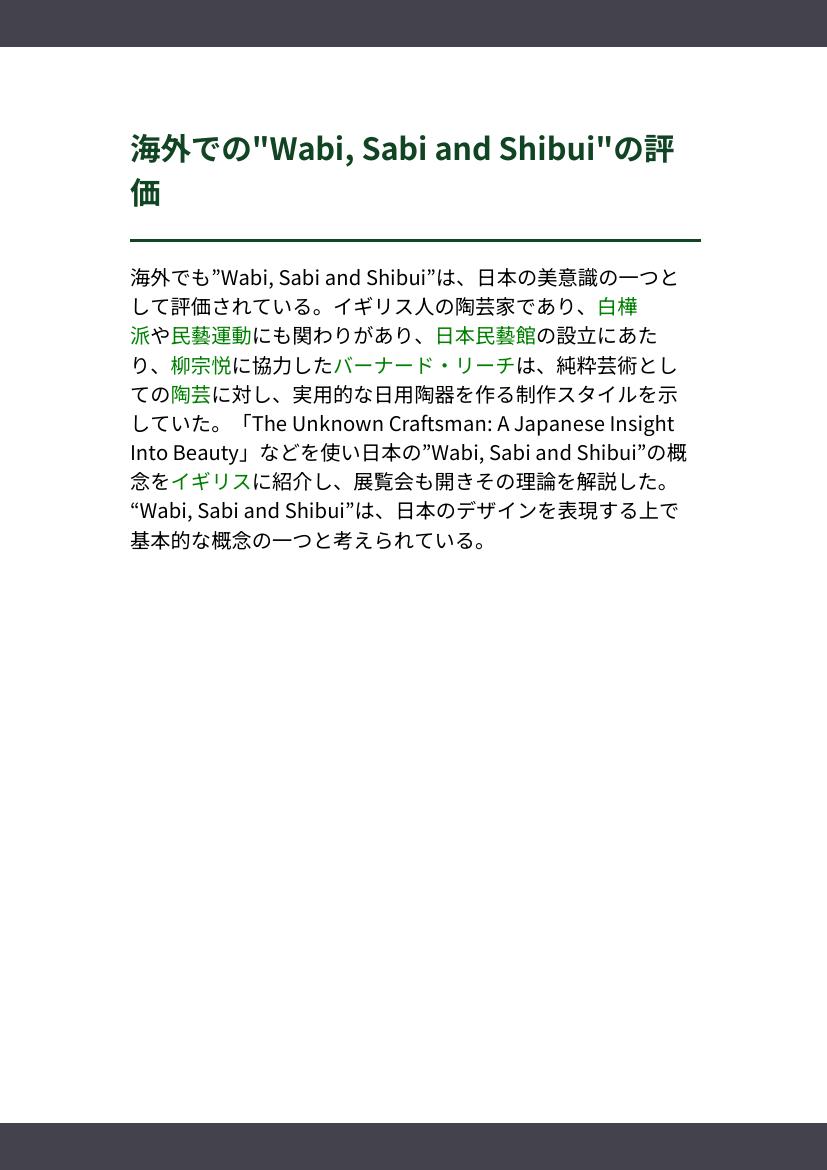 海外での"Wabi, Sabi and Shibui"の評
価
海外でも”Wabi, Sabi and Shibui”は、日本の美意識の一つと
して評価されている。イギリス人の陶芸家であり、白樺
派や民藝運動にも関わりがあり、日本民藝館の設立にあた
り、柳宗悦に協力したバーナード・リーチは、純粋芸術とし
ての陶芸に対し、実用的な日用陶器を作る制作スタイルを示
していた。「The Unknown Craftsman: A Japanese Insight
Into Beauty」などを使い日本の”Wabi, Sabi and Shibui”の概
念をイギリスに紹介し、展覧会も開きその理論を解説した。
“Wabi, Sabi and Shibui”は、日本のデザインを表現する上で
基本的な概念の一つと考えられている。